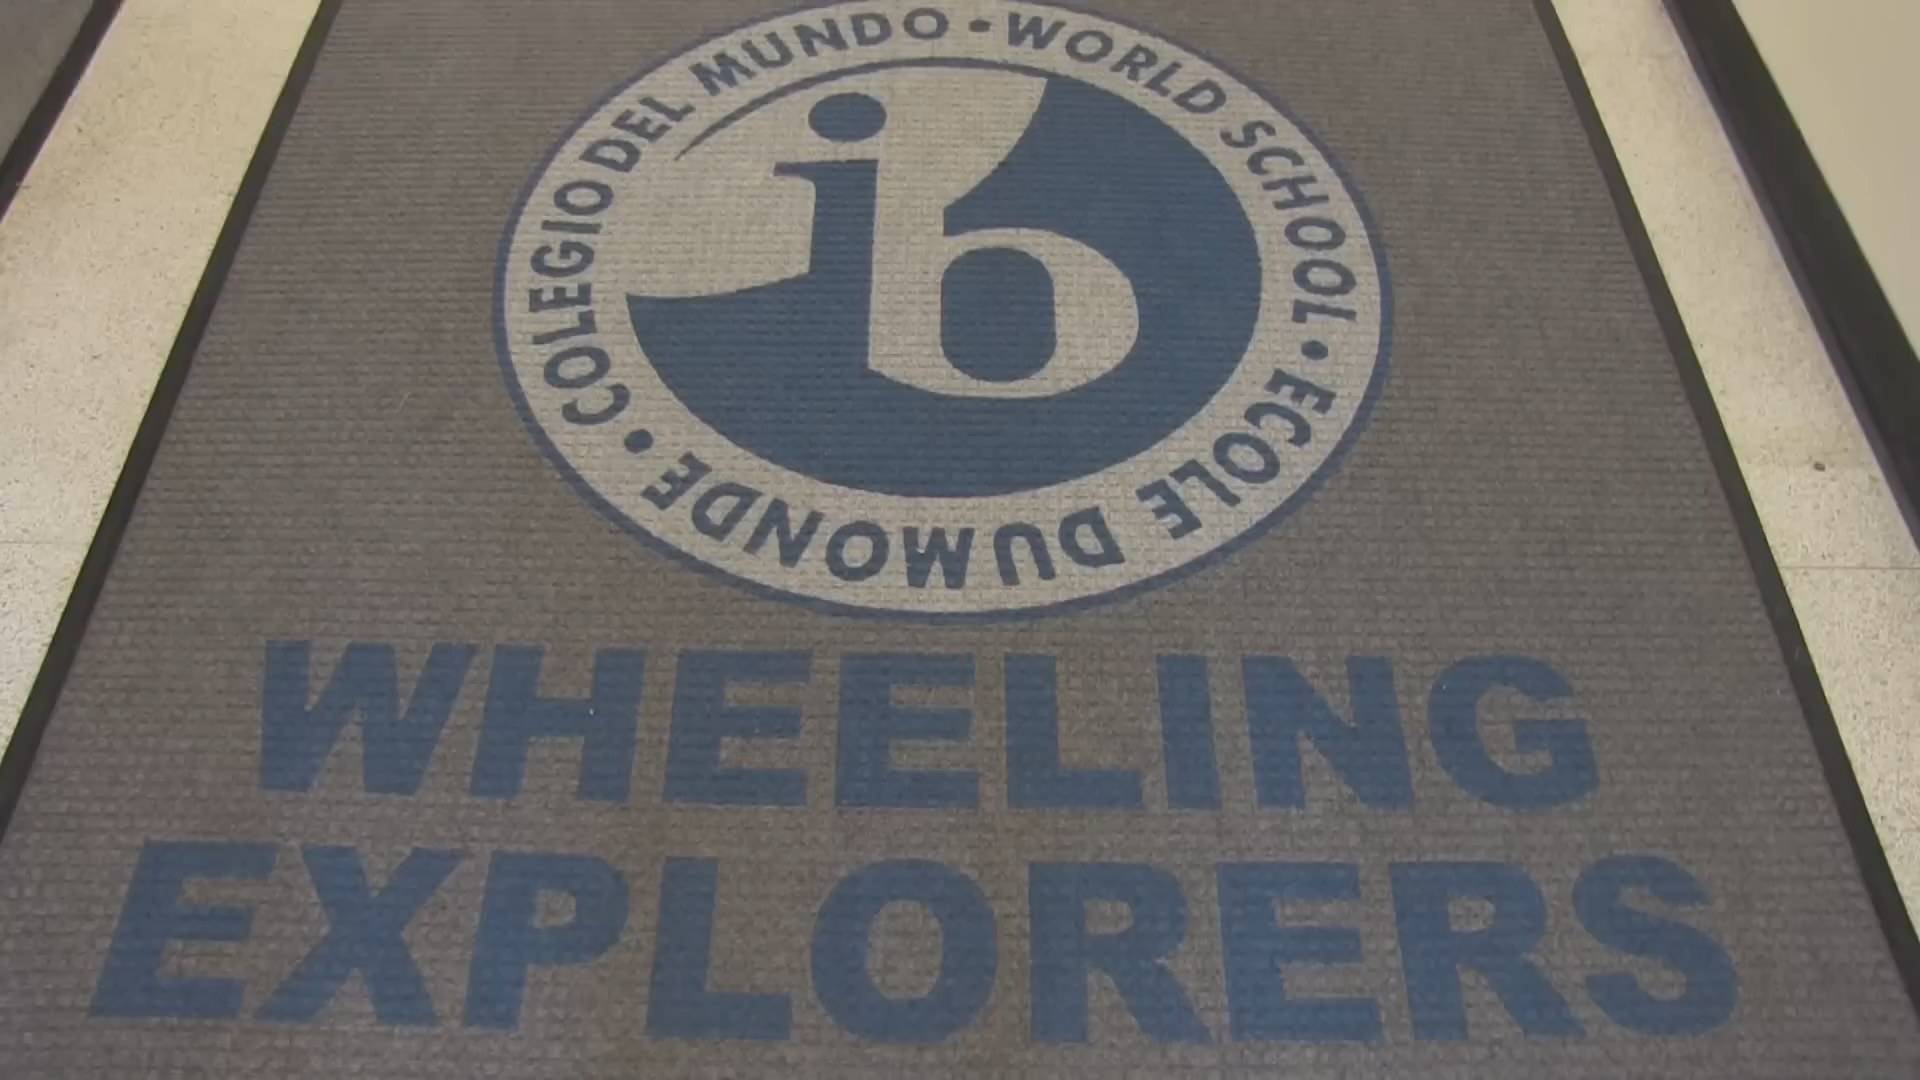 COLEGIO DEL MUNDO • WORLD SCHOOL • ECOLE DU MONDE •
ib
WHEELING
EXPLORERS